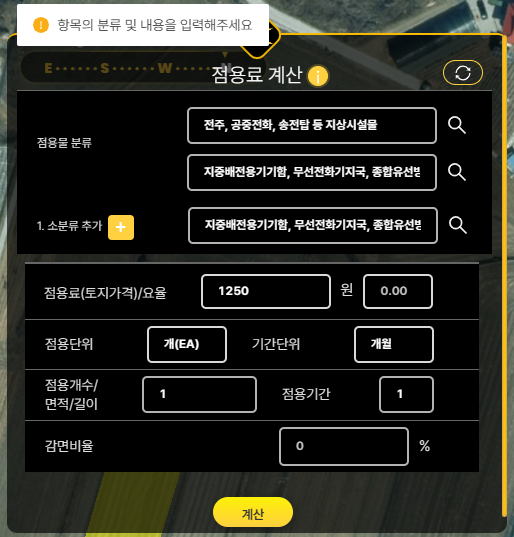 항목의 분류 및 내용을 입력해주세요
E S W
점용료 계산
점용물 분류
전주, 공중전화, 송전탑 등 지상시설물
지중배전용기기함, 무선전화기지국, 종합유선방
1. 소분류 추가 +
지중배전용기기함, 무선전화기지국, 종합유선방
점용료(토지가격)/요율 1250 원 0.00
점용단위 개(EA) 기간단위 개월
점용개수/
면적/길이 1 점용기간 1
감면비율 0 %
계산